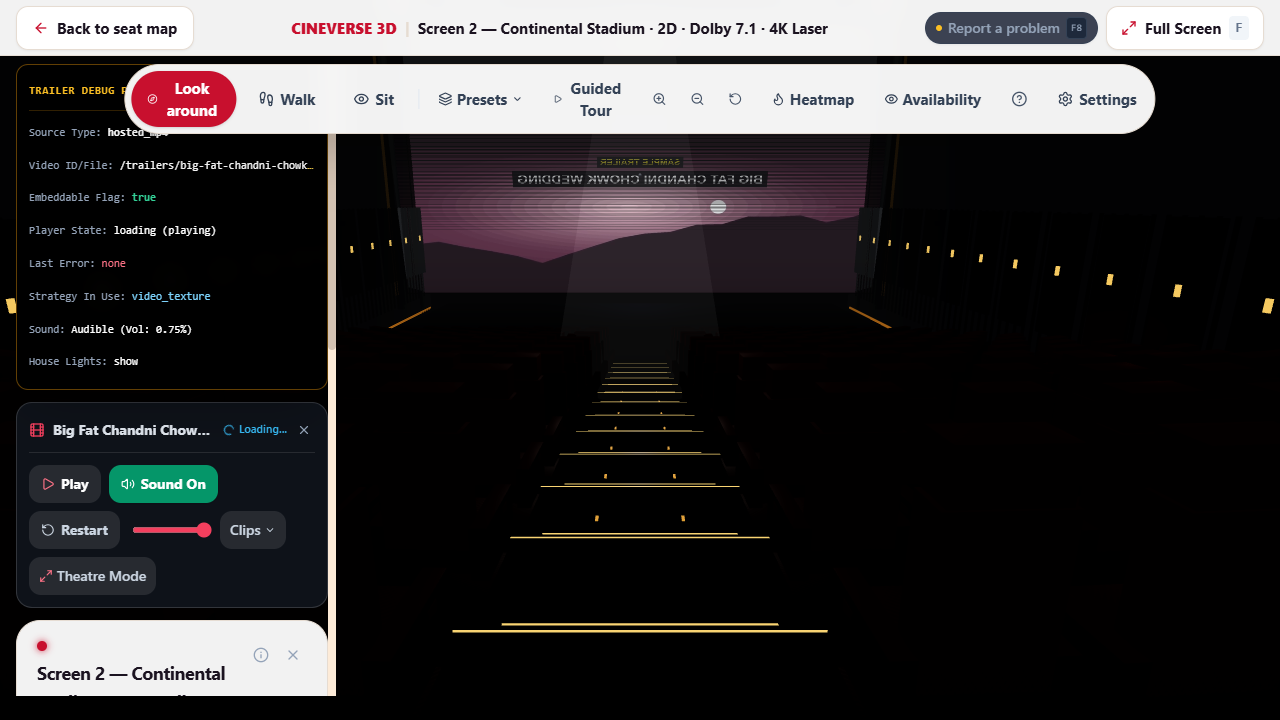 Back to seat map
CINEVERSE 3D | Screen 2 — Continental Stadium · 2D · Dolby 7.1 · 4K Laser
Report a problem F8
Full Screen F
Look around
Walk
Sit
Presets
Guided Tour
Heatmap
Availability
Settings
TRAILER DEBUG
Source Type: hosted_mp4
Video ID/File: /trailers/big-fat-chandni-chowk…
Embeddable Flag: true
Player State: loading (playing)
Last Error: none
Strategy In Use: video_texture
Sound: Audible (Vol: 0.75%)
House Lights: show
SAMPLE TRAILER
BIG FAT CHANDNI CHOWK WEDDING
Big Fat Chandni Chow...
Loading...
Play
Sound On
Restart
Clips
Theatre Mode
Screen 2 — Continental